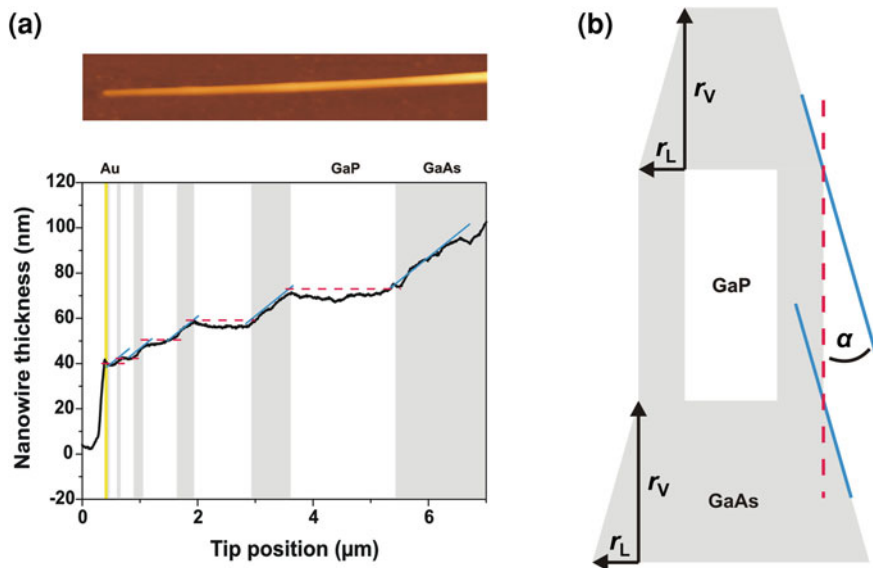 (a)
Au GaP GaAs
120
100
80
60
40
20
0
-20
Nanowire thickness (nm)
0 2 4 6
Tip position (µm)
(b)
rV
rL
GaP
α
rV
GaAs
rL